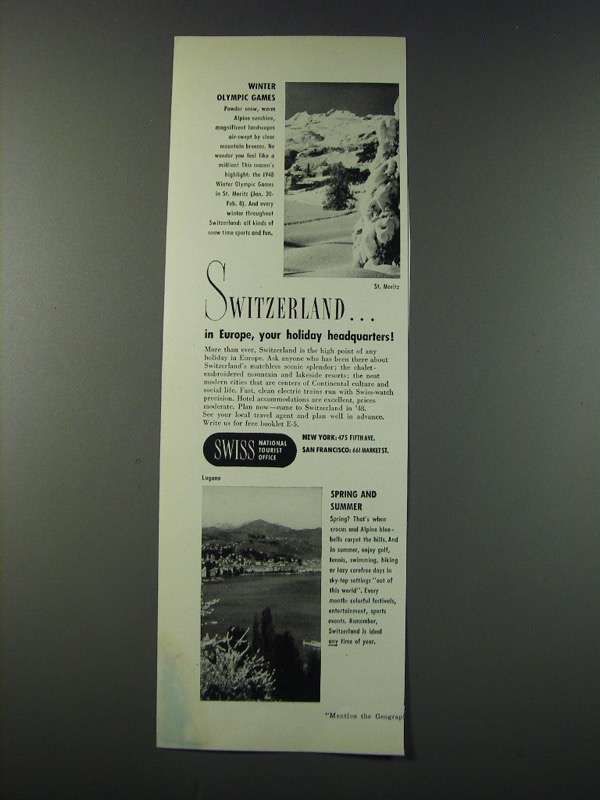 WINTER
OLYMPIC GAMES
Powder snow, warm
Alpine sunshine,
magnificent landscapes
air-swept by clear
mountain breezes. No
wonder you feel like a
million! This season's
highlight: the 1948
Winter Olympic Games
in St. Moritz (Jan. 30-
Feb. 8). And every
winter throughout
Switzerland: all kinds of
snow time sports and fun.
St. Moritz
SWITZERLAND...
in Europe, your holiday headquarters!
More than ever, Switzerland is the high point of any
holiday in Europe. Ask anyone who has been there about
Switzerland's matchless scenic splendor; the chalet-
embroidered mountain and lakeside resorts; the neat
modern cities that are centers of Continental culture and
social life. Fast, clean electric trains run with Swiss-watch
precision. Hotel accommodations are excellent, prices
moderate. Plan now—come to Switzerland in '48.
See your local travel agent and plan well in advance.
Write us for free booklet E-5.
SWISS NATIONAL
TOURIST
OFFICE
NEW YORK: 475 FIFTH AVE.
SAN FRANCISCO: 661 MARKET ST.
Lugano
SPRING AND
SUMMER
Spring? That's when
crocus and Alpine blue-
bells carpet the hills. And
in summer, enjoy golf,
tennis, swimming, hiking
or lazy carefree days in
sky-top settings "out of
this world". Every
month: colorful festivals,
entertainment, sports
events. Remember,
Switzerland is ideal
any time of year.
"Mention the Geograp